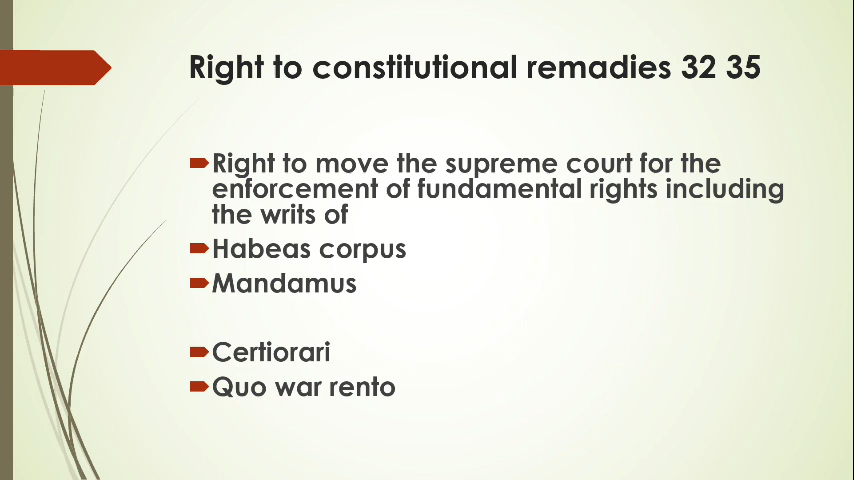 Right to constitutional remadies 32 35
Right to move the supreme court for the
enforcement of fundamental rights including
the writs of
Habeas corpus
Mandamus
Certiorari
Quo war rento